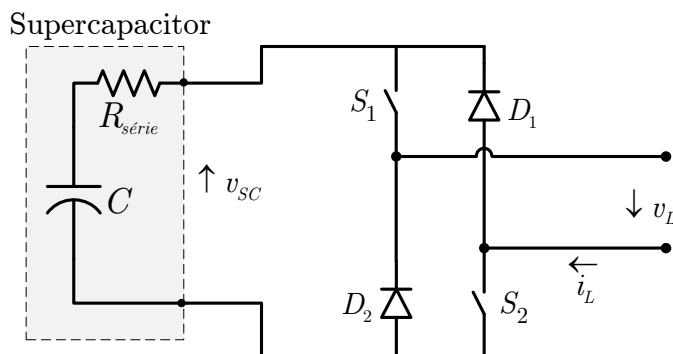 Supercapacitor
R_série
C
↑ v_SC
S_1
D_1
D_2
S_2
↓ v_L
←
i_L